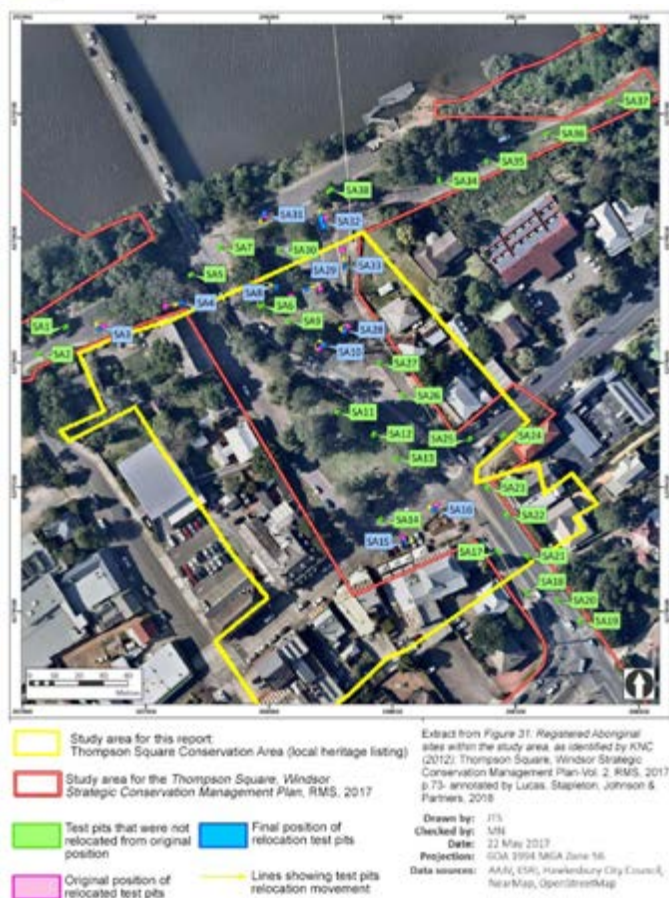 SA37
SA36
SA35
SA34
SA38
SA31
SA32
SA7
SA30
SA29
SA33
SA5
SA8
SA4
SA6
SA9
SA1
SA3
SA28
SA2
SA10
SA27
SA26
SA11
SA12
SA25
SA24
SA13
SA23
SA14
SA16
SA22
SA15
SA17
SA21
SA18
SA20
SA19
Metres
Study area for this report:
Thompson Square Conservation Area (local heritage listing)
Study area for the Thompson Square, Windsor
Strategic Conservation Management Plan, RMS, 2017
Test pits that were not
relocated from original
position
Final position of
relocation test pits
Original position of
relocated test pits
Lines showing test pits
relocation movement
Extract from Figure 31: Registered Aboriginal
sites within the study area, as identified by KNC
(2012): Thompson Square, Windsor Strategic
Conservation Management Plan-Vol. 2, RMS, 2017
p.73- annotated by Lucas, Stapleton, Johnson &
Partners, 2018
Drawn by: JTS
Checked by: MN
Date: 22 May 2017
Projection: GDA 1994 MGA Zone 56
Data sources: AAJV, ESRI, Hawkesbury City Council,
NearMap, OpenStreetMap